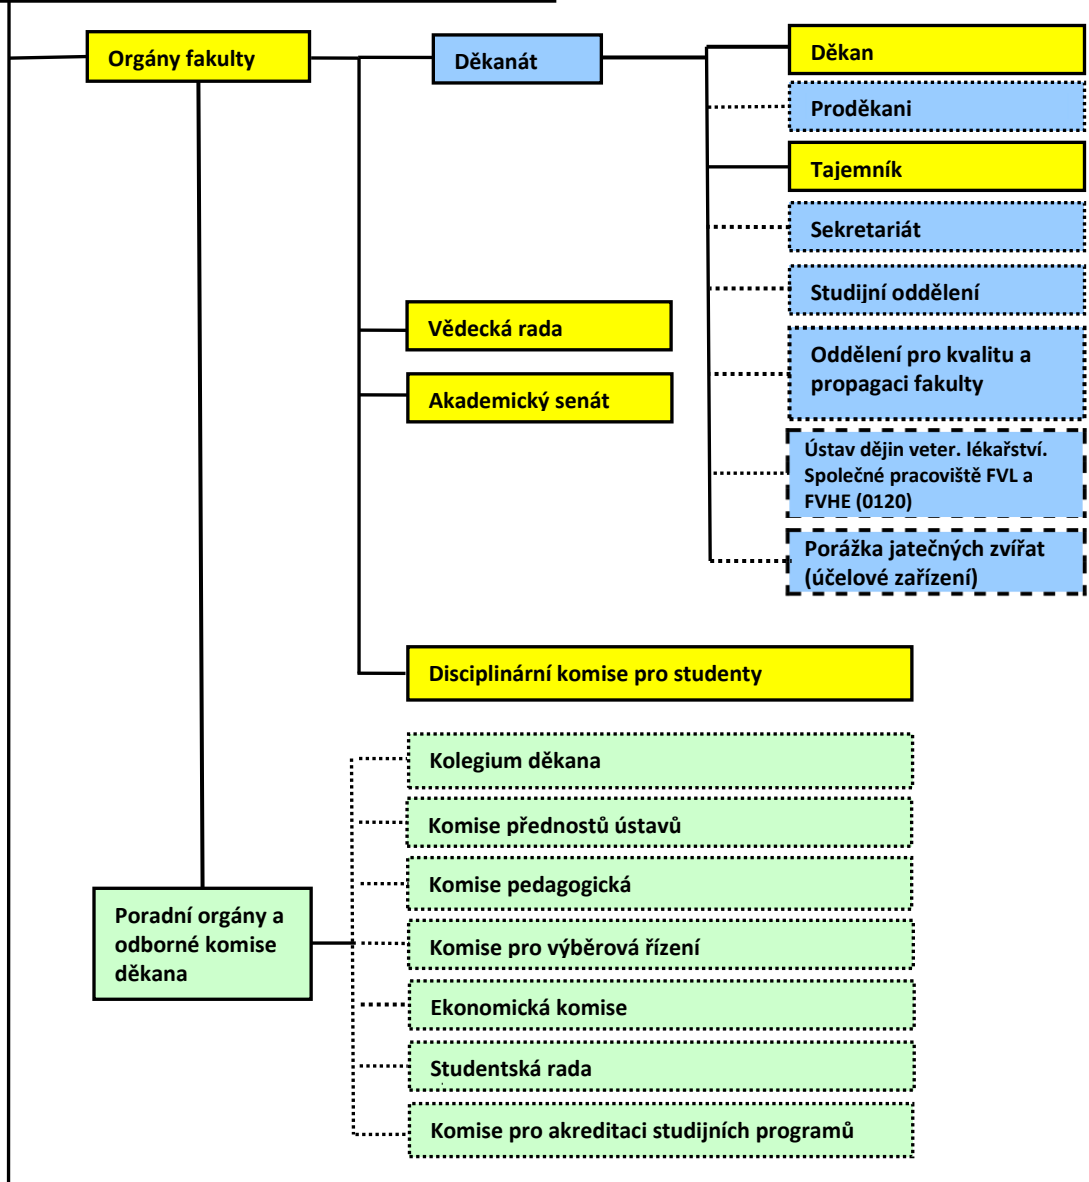 Orgány fakulty
Děkanát
Děkan
Proděkani
Tajemník
Sekretariát
Studijní oddělení
Oddělení pro kvalitu a
propagaci fakulty
Ústav dějin veter. lékařství.
Společné pracoviště FVL a
FVHE (0120)
Porážka jatečných zvířat
(účelové zařízení)
Vědecká rada
Akademický senát
Disciplinární komise pro studenty
Poradní orgány a
odborné komise
děkana
Kolegium děkana
Komise přednostů ústavů
Komise pedagogická
Komise pro výběrová řízení
Ekonomická komise
Studentská rada
Komise pro akreditaci studijních programů